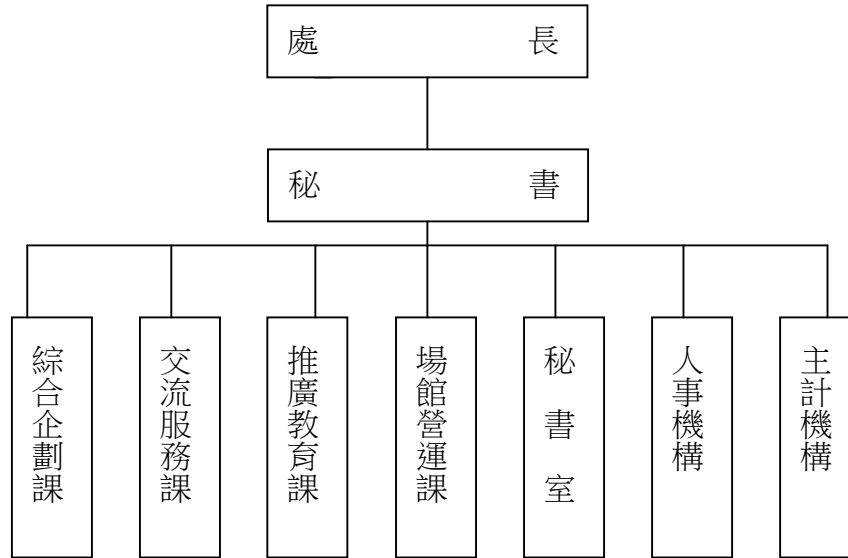 處長
秘書
綜合企劃課
交流服務課
推廣教育課
場館營運課
秘書室
人事機構
主計機構